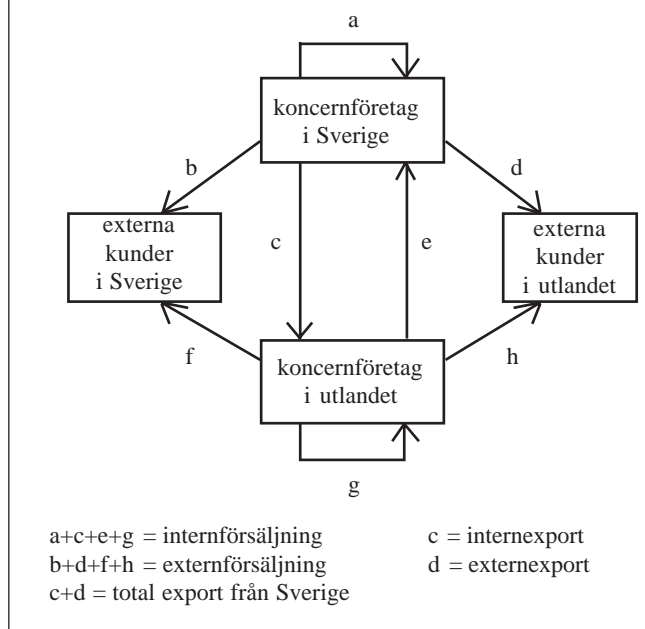 a
koncernföretag
i Sverige
b
d
externa
kunder
i Sverige
c
e
externa
kunder
i utlandet
f
koncernföretag
i utlandet
h
g
a+c+e+g = internförsäljning
c = internexport
b+d+f+h = externförsäljning
d = externexport
c+d = total export från Sverige